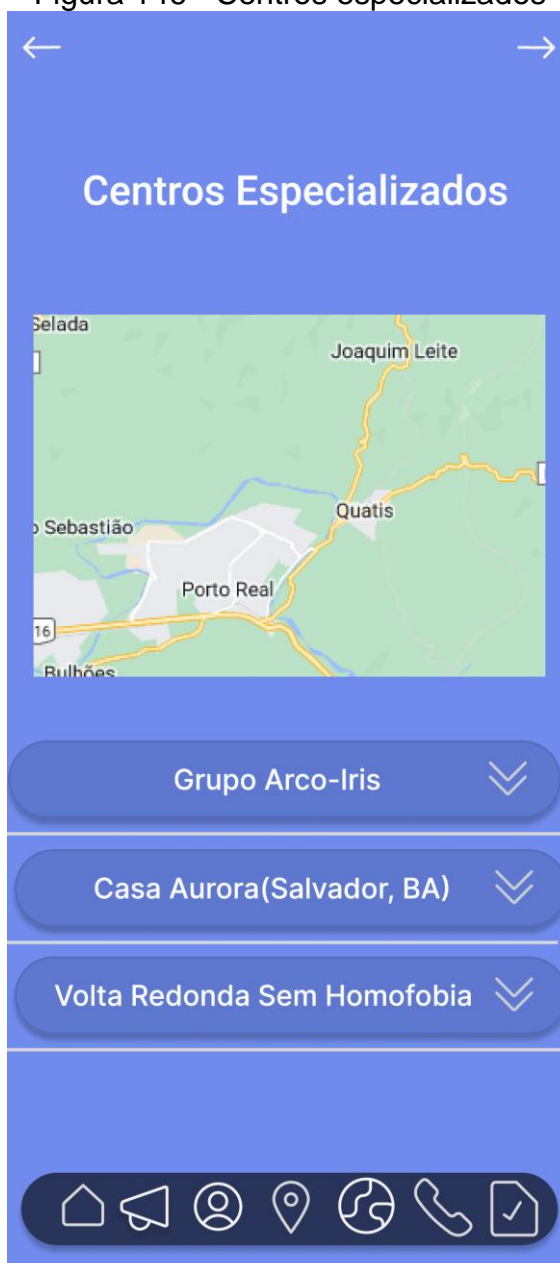 Centros Especializados
Selada
Joaquim Leite
Quatis
Sebastião
Porto Real
16
Bulhões
Grupo Arco-Iris
Casa Aurora(Salvador, BA)
Volta Redonda Sem Homofobia